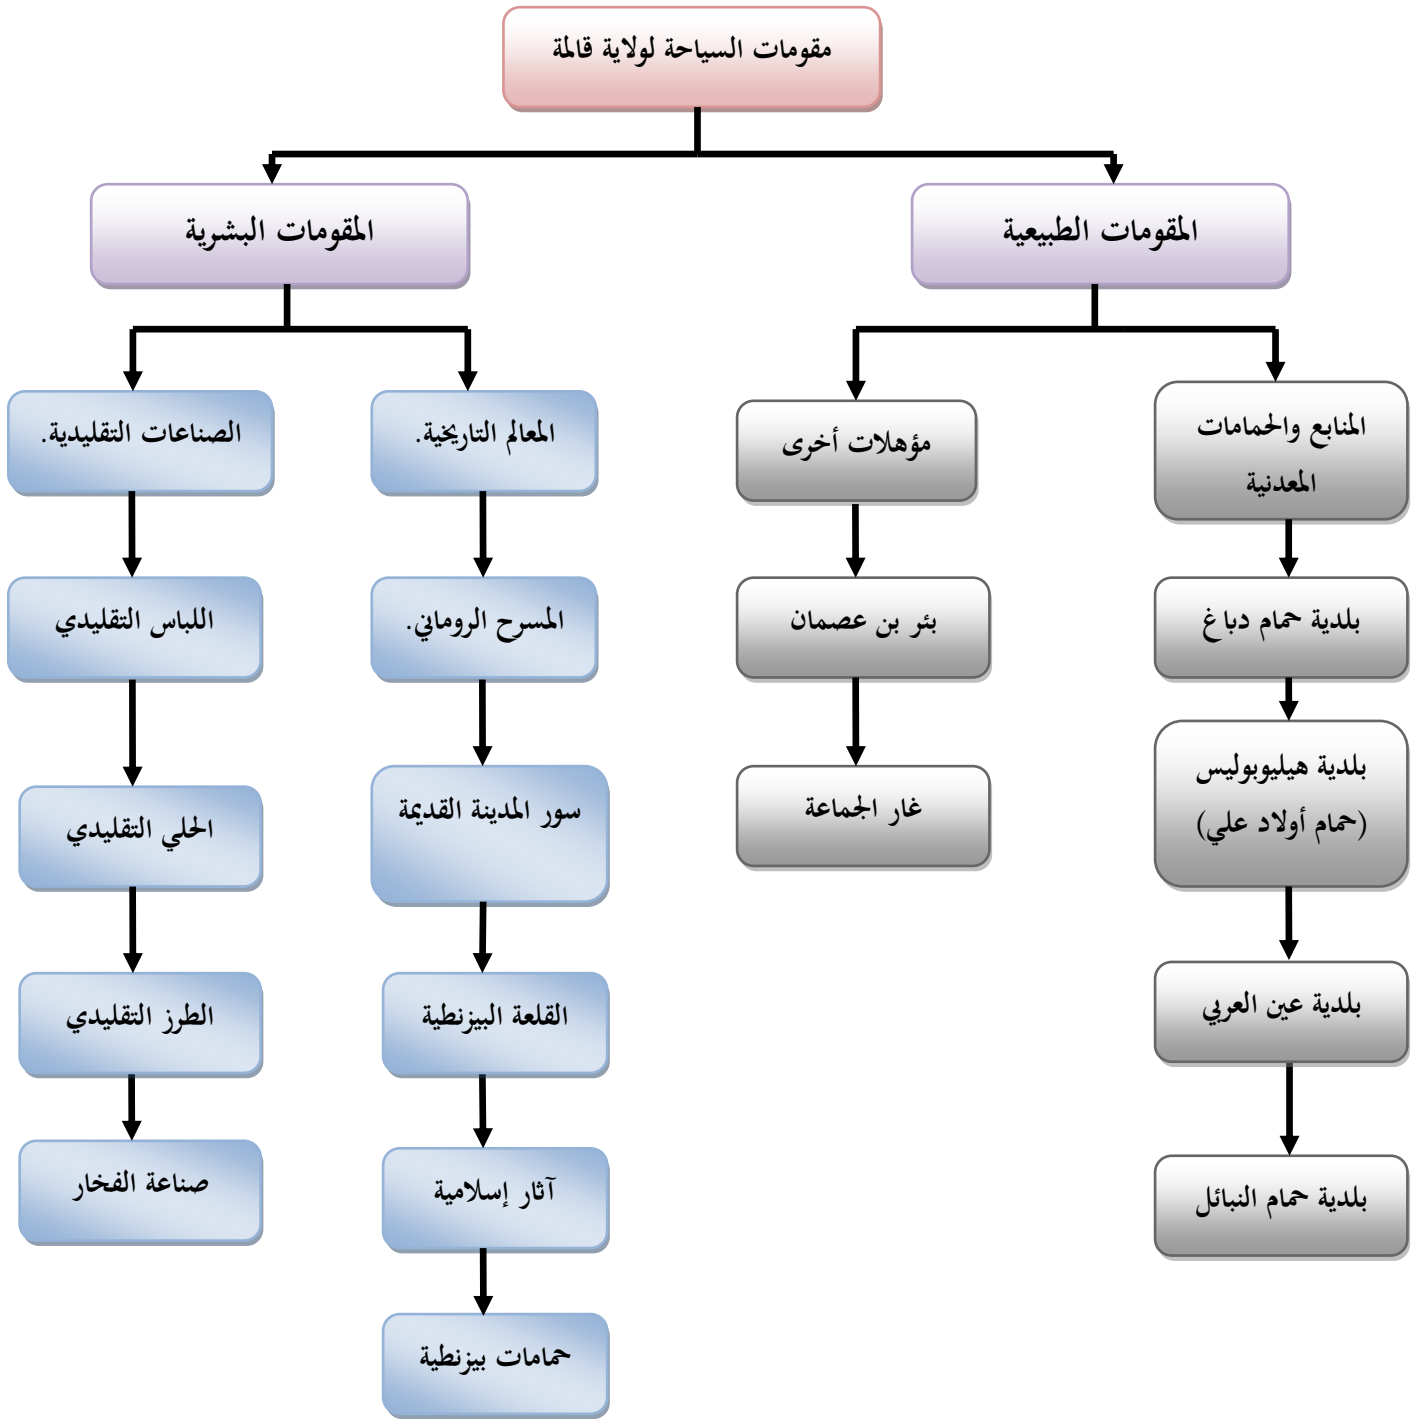 مقومات السياحة لولاية قالمة
المقومات الطبيعية
المقومات البشرية
المنابع والحمامات
المعدنية
بلدية حمام دباغ
بلدية هيليوبوليس
(حمام أولاد علي)
بلدية عين العربي
بلدية حمام النبائل
مؤهلات أخرى
بئر بن عصمان
غار الجماعة
المعالم التاريخية.
المسرح الروماني.
سور المدينة القديمة
القلعة البيزنطية
آثار إسلامية
حمامات بيزنطية
الصناعات التقليدية.
اللباس التقليدي
الحلي التقليدي
الطرز التقليدي
صناعة الفخار